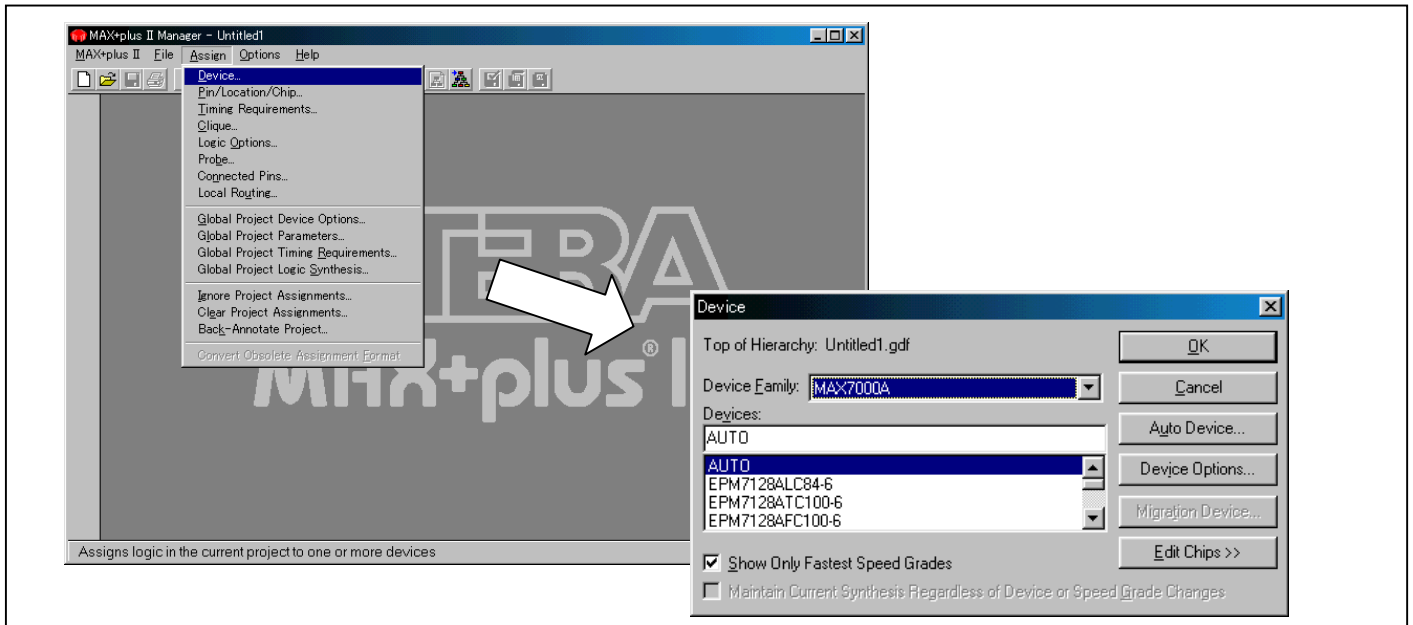 MAX+plus II Manager - Untitled1
MAX+plus II File Assign Options Help
Device...
Pin/Location/Chip...
Timing Requirements...
Clique...
Logic Options...
Probe...
Connected Pins...
Local Routing...
Global Project Device Options...
Global Project Parameters...
Global Project Timing Requirements...
Global Project Logic Synthesis...
Ignore Project Assignments...
Clear Project Assignments...
Back-Annotate Project...
Convert Obsolete Assignment Format
MAX+plus ® I
Assigns logic in the current project to one or more devices
Device
Top of Hierarchy: Untitled1.gdf
OK
Device Family: MAX7000A
Cancel
Devices:
AUTO
Auto Device...
AUTO
EPM7128ALC84-6
EPM7128ATC100-6
EPM7128AFC100-6
Device Options...
Migration Device...
Edit Chips >>
Show Only Fastest Speed Grades
Maintain Current Synthesis Regardless of Device or Speed Grade Changes